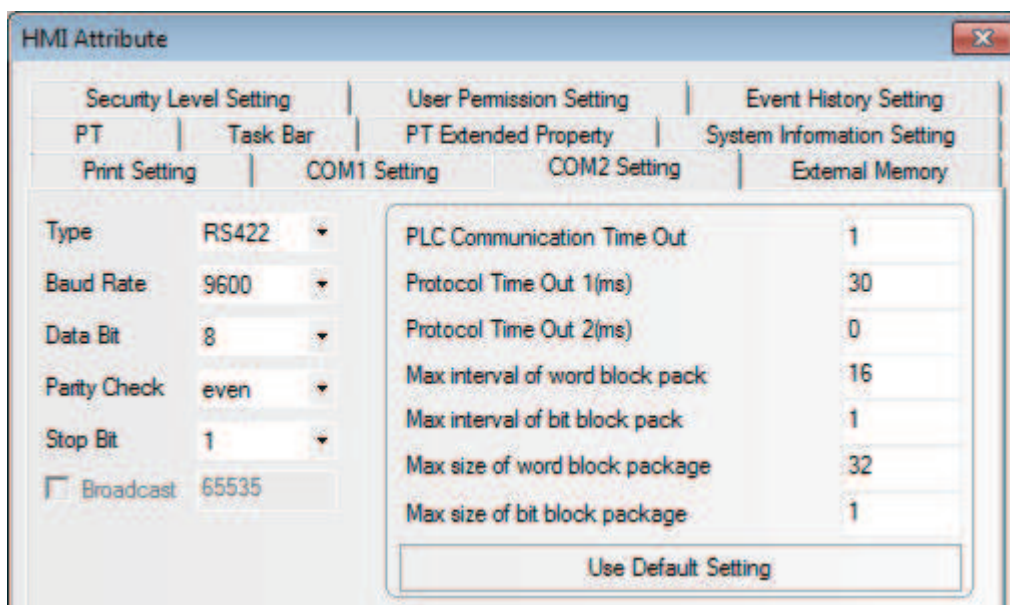 HMI Attribute
Security Level Setting User Permission Setting Event History Setting
PT Task Bar PT Extended Property System Information Setting
Print Setting COM1 Setting COM2 Setting External Memory
Type RS422
Baud Rate 9600
Data Bit 8
Parity Check even
Stop Bit 1
Broadcast 65535
PLC Communication Time Out 1
Protocol Time Out 1(ms) 30
Protocol Time Out 2(ms) 0
Max interval of word block pack 16
Max interval of bit block pack 1
Max size of word block package 32
Max size of bit block package 1
Use Default Setting